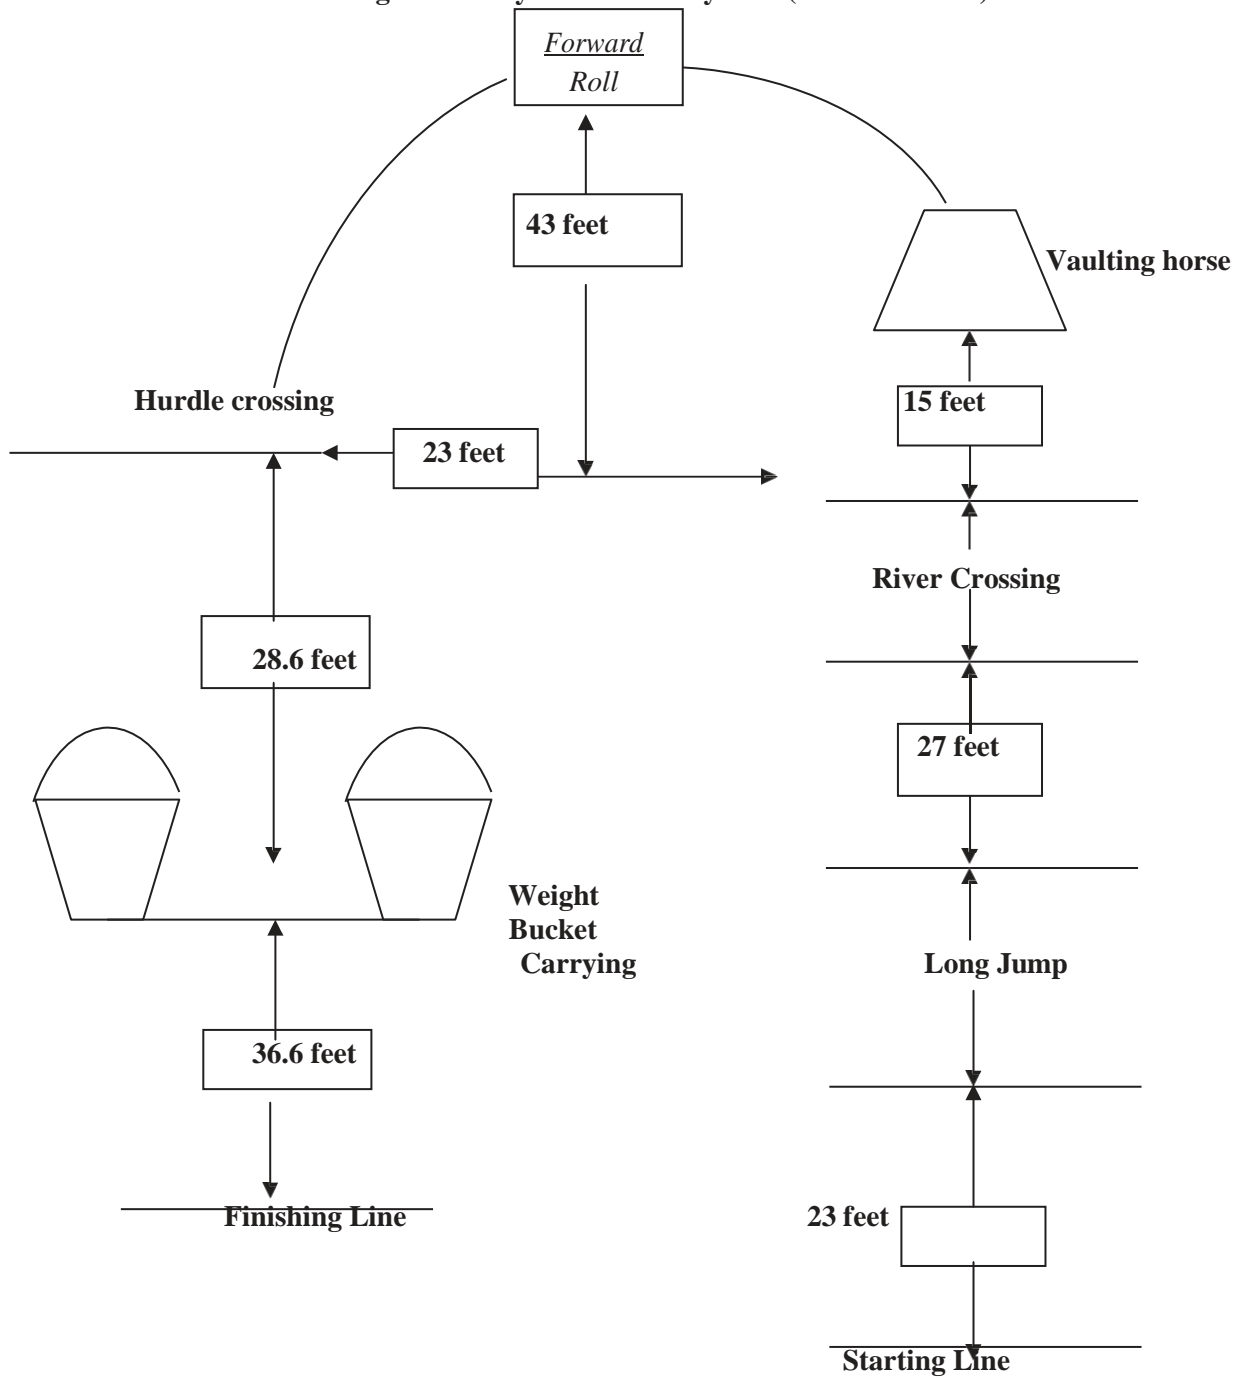 Forward
Roll
43 feet
Vaulting horse
15 feet
Hurdle crossing
23 feet
River Crossing
28.6 feet
27 feet
Weight
Bucket
Carrying
Long Jump
36.6 feet
23 feet
Finishing Line
Starting Line